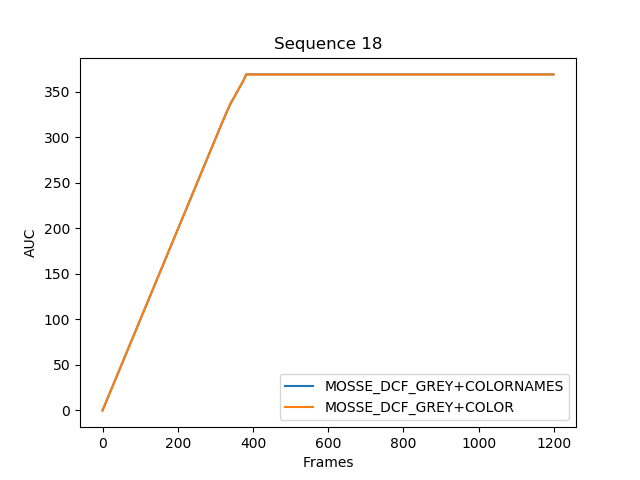 Sequence 18
AUC
350
300
250
200
150
100
50
0
MOSSE_DCF_GREY+COLORNAMES
MOSSE_DCF_GREY+COLOR
0 200 400 600 800 1000 1200
Frames